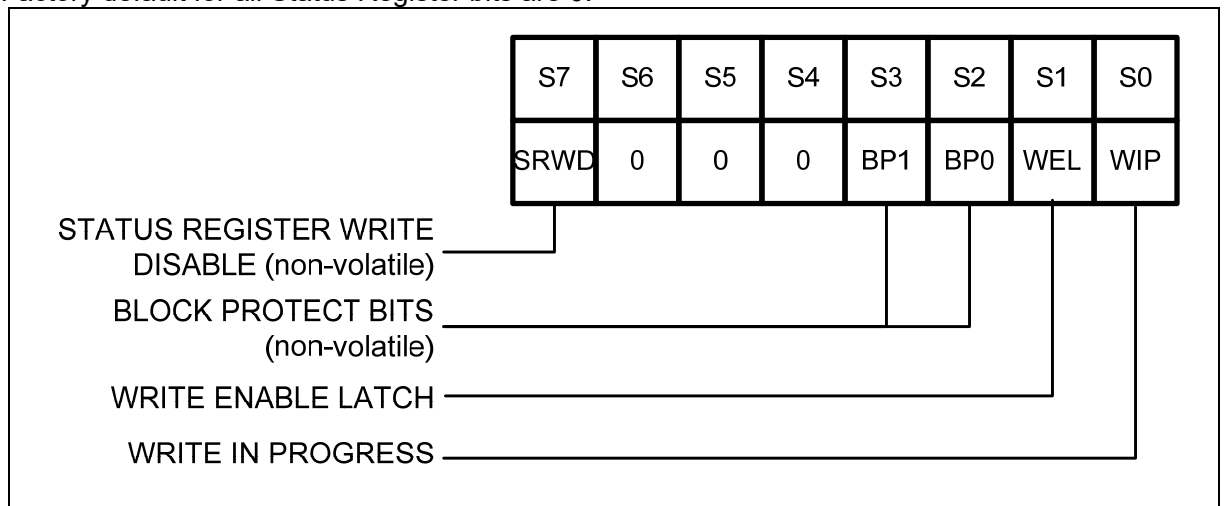 Factory default for all Status Register bits are 0.
S7 S6 S5 S4 S3 S2 S1 S0
SRWD 0 0 0 BP1 BP0 WEL WIP
STATUS REGISTER WRITE
DISABLE (non-volatile)
BLOCK PROTECT BITS
(non-volatile)
WRITE ENABLE LATCH
WRITE IN PROGRESS